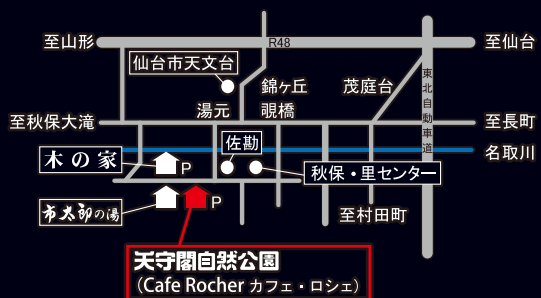 至山形
R48
至仙台
仙台市天文台
錦ヶ丘
茂庭台
東北自動車道
湯元
覗橋
至秋保大滝
至長町
佐勘
名取川
木の家
P
秋保・里センター
市太郎の湯
P
至村田町
天守閣自然公園
（Cafe Rocher カフェ・ロシェ）